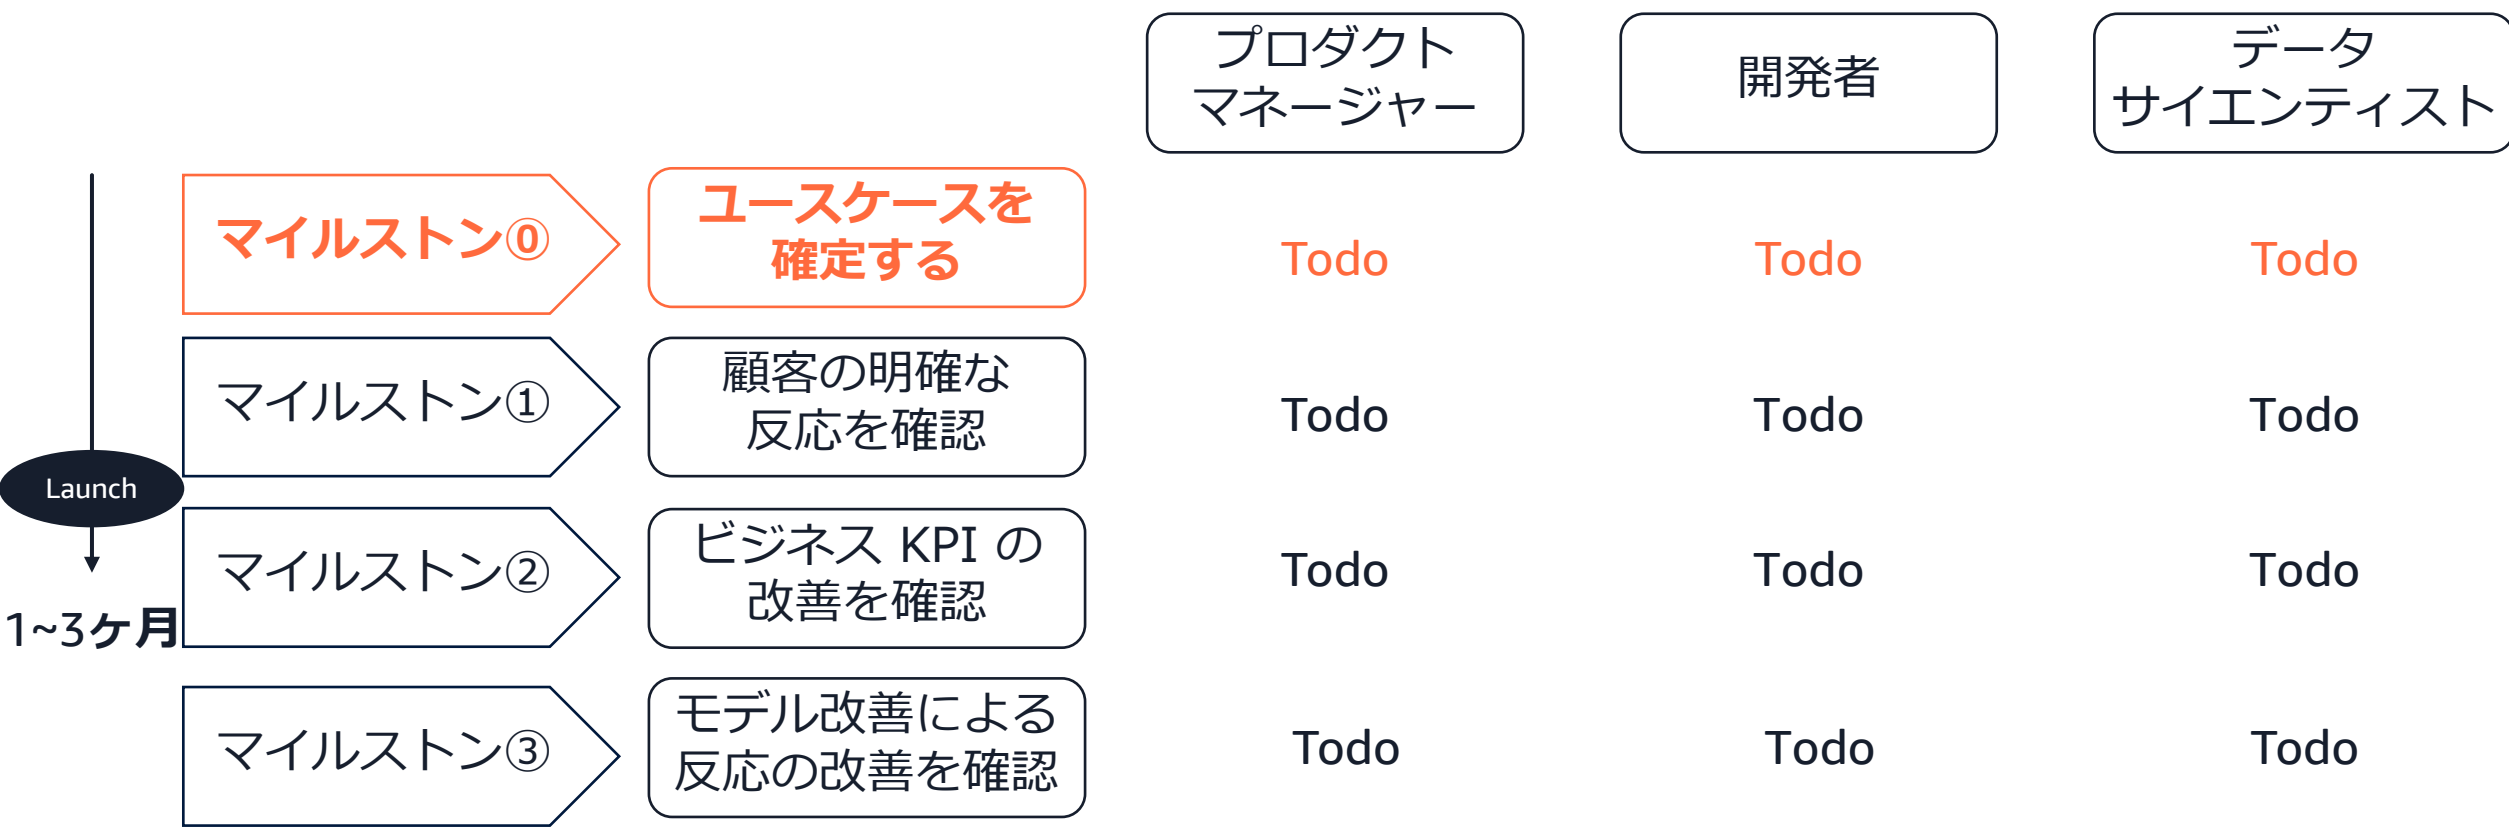 プロダクト
マネージャー
開発者
データ
サイエンティスト
マイルストン⓪
ユースケースを
確定する
Todo
Todo
Todo
マイルストン①
顧客の明確な
反応を確認
Todo
Todo
Todo
Launch
マイルストン②
ビジネス KPI の
改善を確認
Todo
Todo
Todo
1~3ヶ月
マイルストン③
モデル改善による
反応の改善を確認
Todo
Todo
Todo